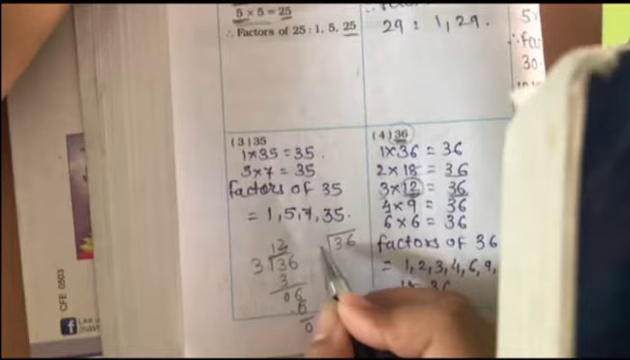 5 × 5 = 25
∴ Factors of 25 : 1, 5, 25
29 : 1, 29.
(3) 35
1×35 = 35.
5×7 = 35
factors of 35
= 1, 5, 7, 35.
12
3 36
3
06
6
0
36
(4) 36
1×36 = 36
2×18 = 36
3×12 = 36
4×9 = 36
6×6 = 36
factors of 36
= 1, 2, 3, 4, 6, 9,
30
CFE 0503